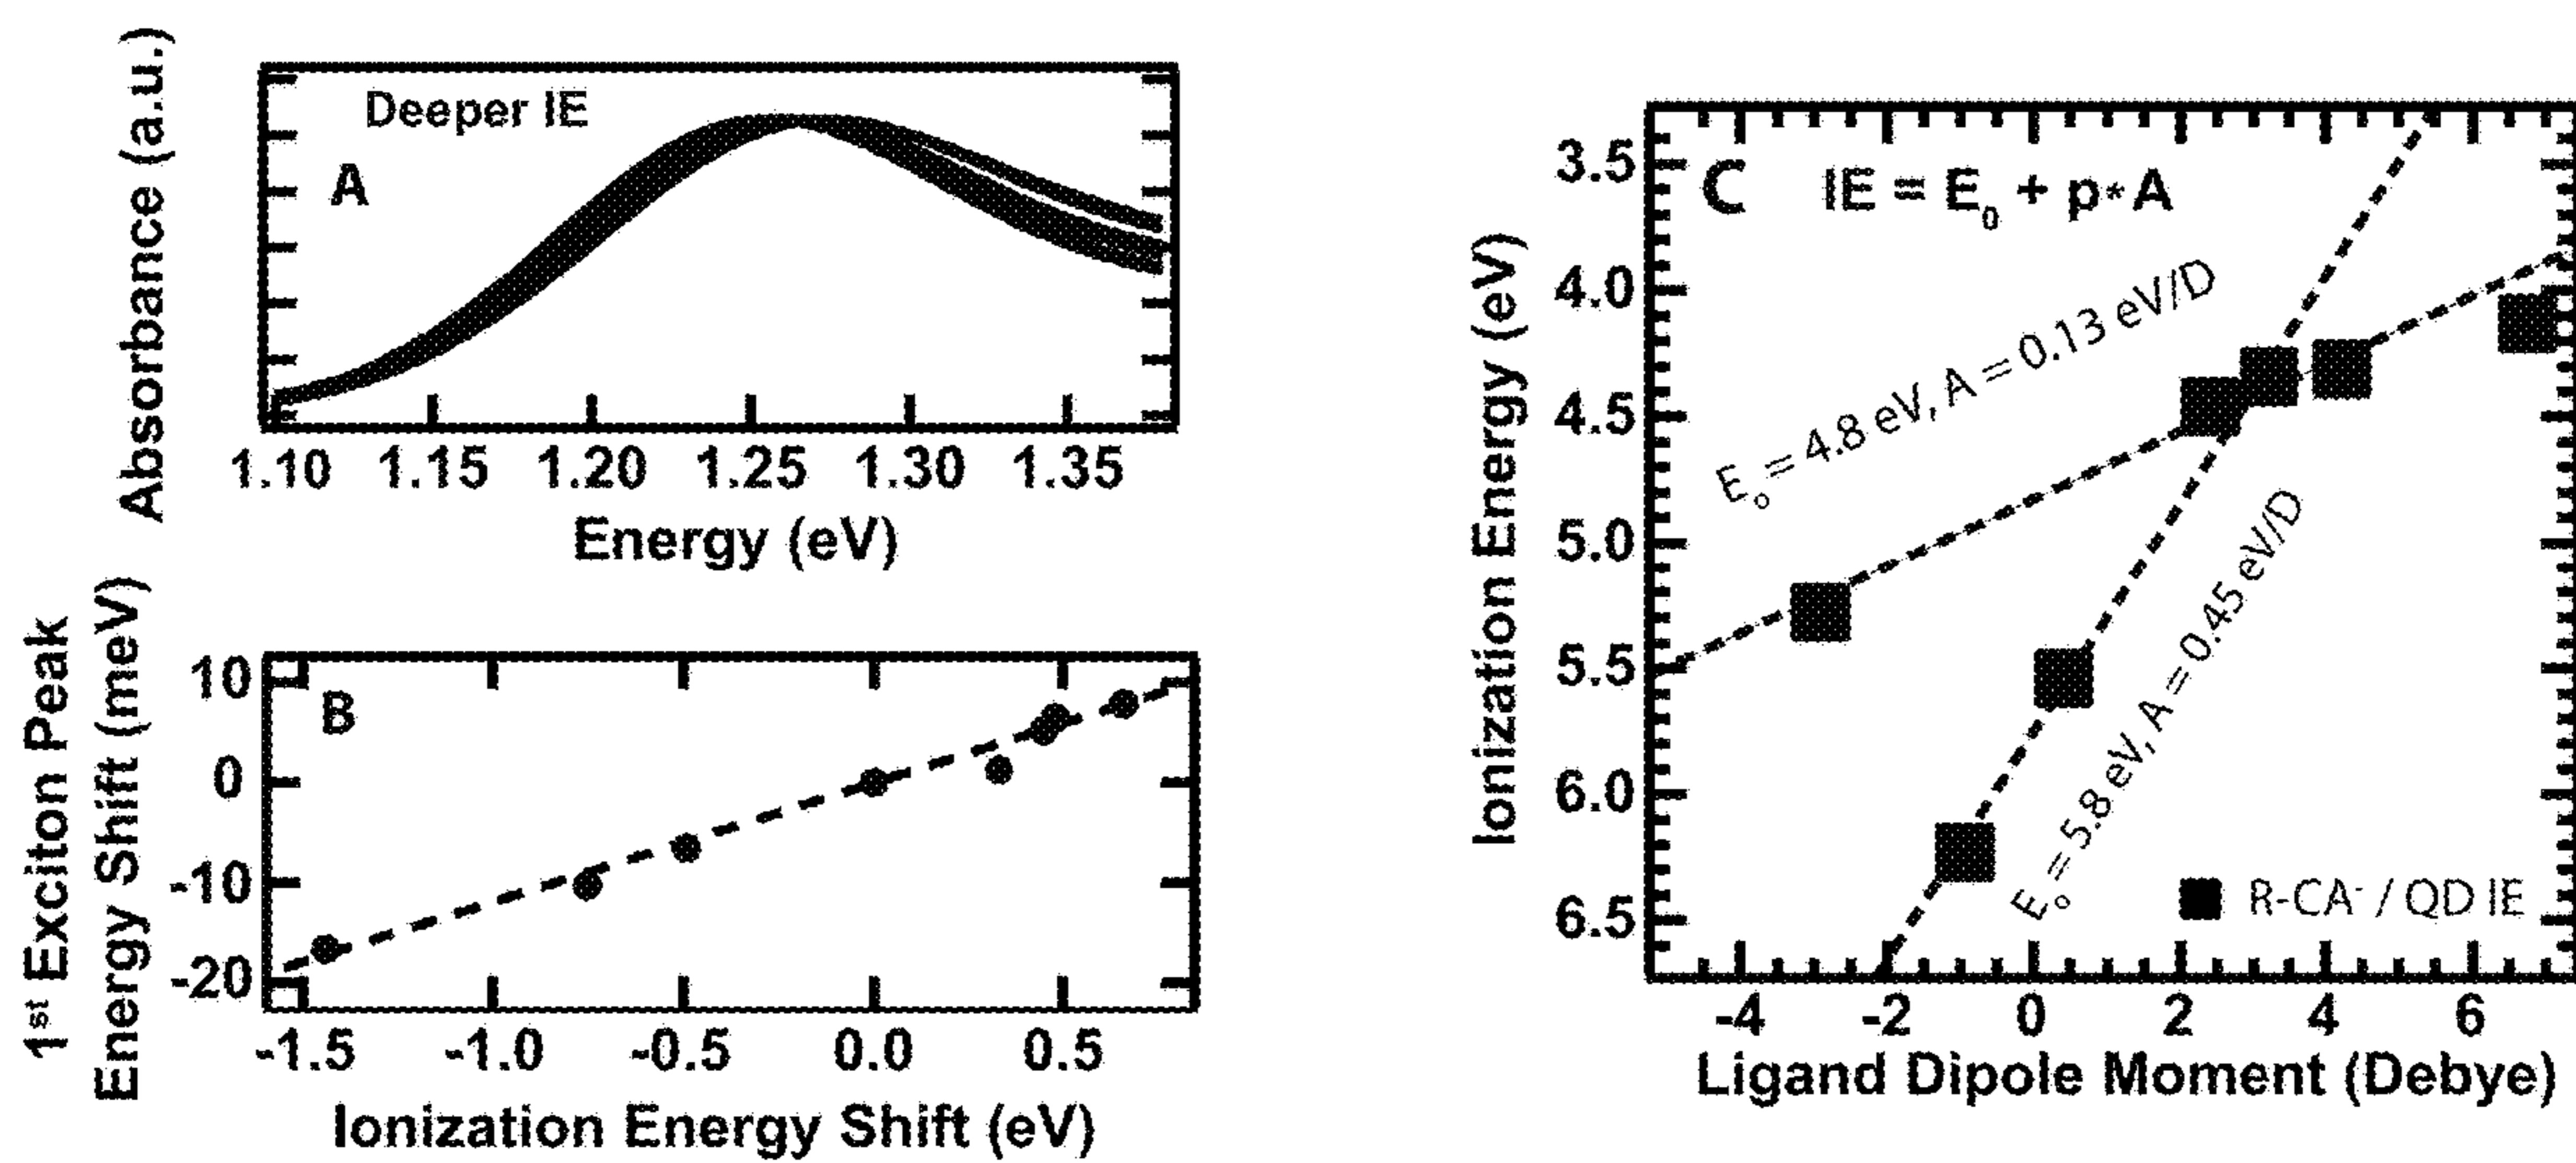 Absorbance (a.u.)
Deeper IE
A
1.10 1.15 1.20 1.25 1.30 1.35
Energy (eV)
1st Exciton Peak
Energy Shift (meV)
10
0
-10
-20
B
-1.5 -1.0 -0.5 0.0 0.5
Ionization Energy Shift (eV)
Ionization Energy (eV)
3.5
4.0
4.5
5.0
5.5
6.0
6.5
C IE = E0 + p*A
Eo = 4.8 eV, A = 0.13 eV/D
Eo = 5.8 eV, A = 0.45 eV/D
R-CA- / QD IE
-4 -2 0 2 4 6
Ligand Dipole Moment (Debye)